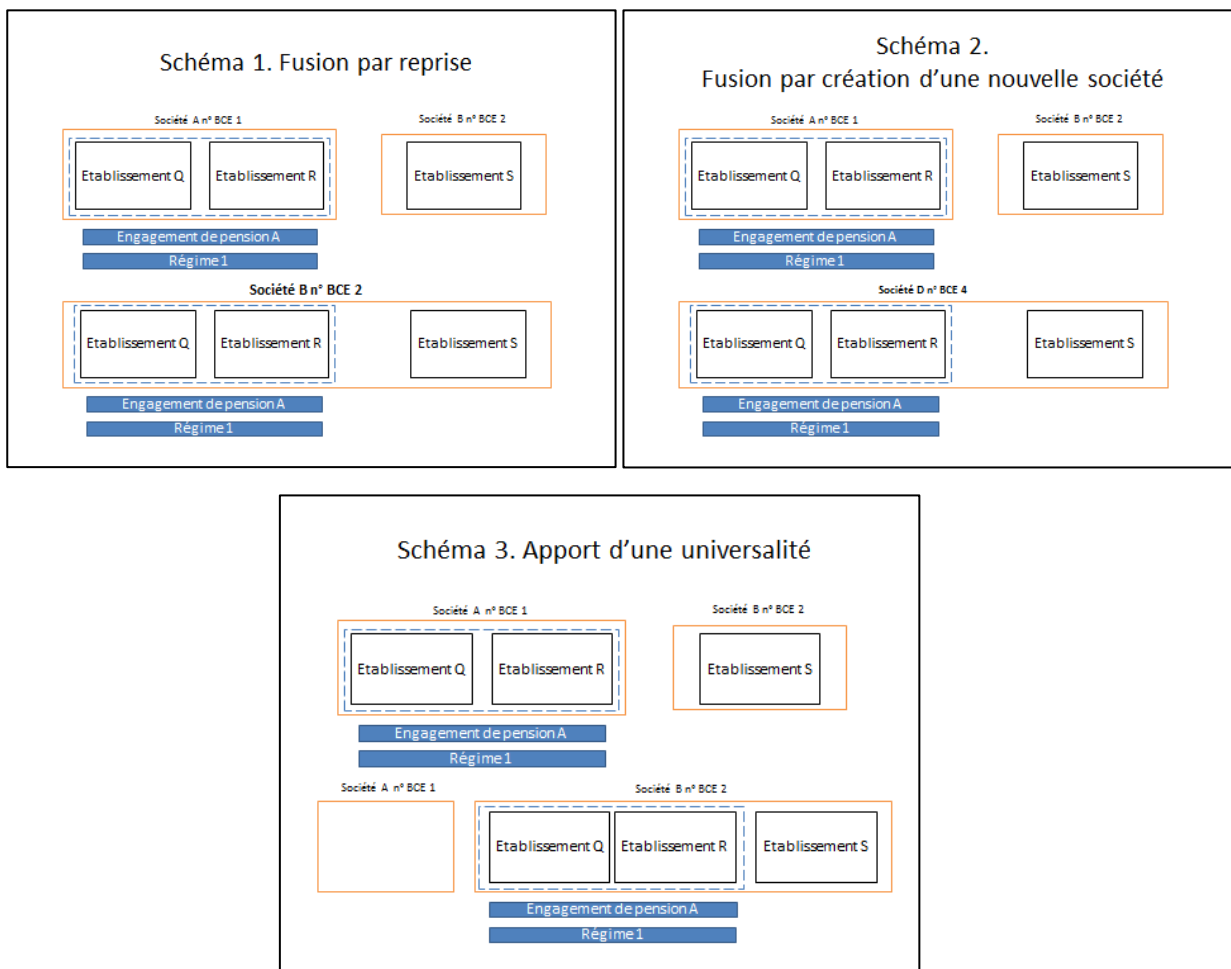 Schéma 1. Fusion par reprise
Société A n° BCE 1
Société B n° BCE 2
Etablissement Q
Etablissement R
Etablissement S
Engagement de pension A
Régime 1
Société B n° BCE 2
Etablissement Q
Etablissement R
Etablissement S
Engagement de pension A
Régime 1
Schéma 2.
Fusion par création d'une nouvelle société
Société A n° BCE 1
Société B n° BCE 2
Etablissement Q
Etablissement R
Etablissement S
Engagement de pension A
Régime 1
Société D n° BCE 4
Etablissement Q
Etablissement R
Etablissement S
Engagement de pension A
Régime 1
Schéma 3. Apport d'une universalité
Société A n° BCE 1
Société B n° BCE 2
Etablissement Q
Etablissement R
Etablissement S
Engagement de pension A
Régime 1
Société A n° BCE 1
Société B n° BCE 2
Etablissement Q
Etablissement R
Etablissement S
Engagement de pension A
Régime 1